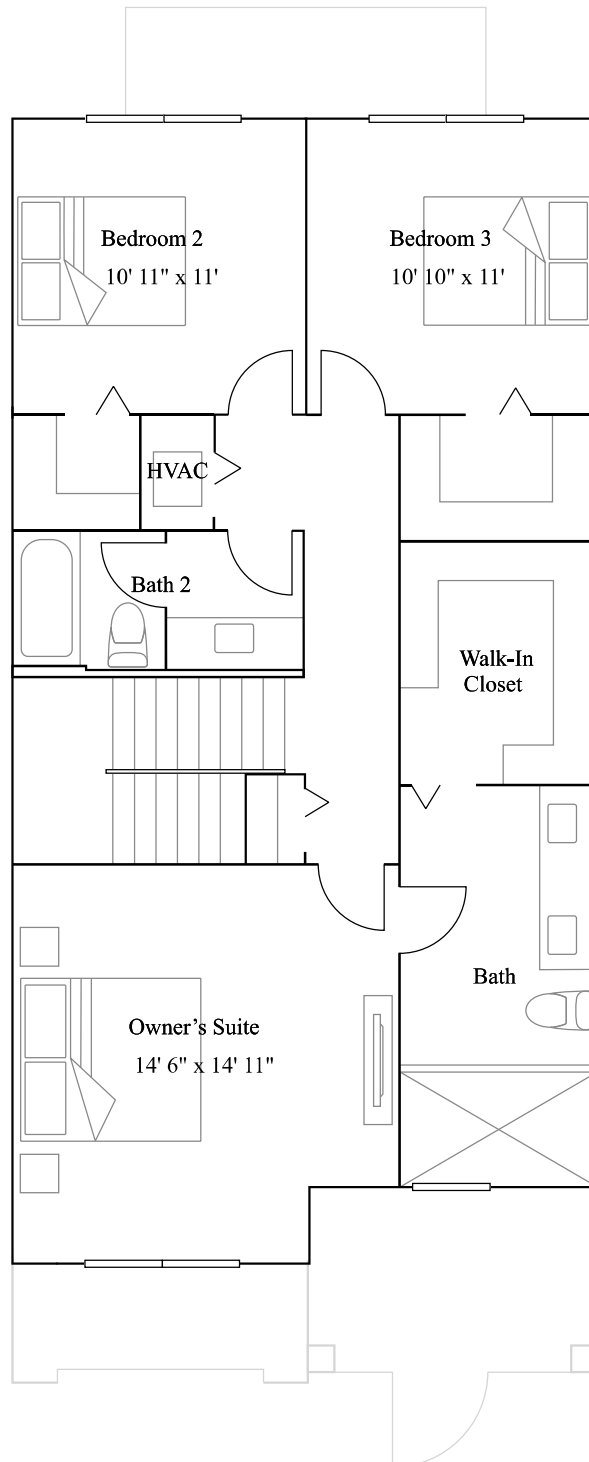 Bedroom 2
10' 11" x 11'
Bedroom 3
10' 10" x 11'
HVAC
Bath 2
Walk-In
Closet
Bath
Owner’s Suite
14' 6" x 14' 11"